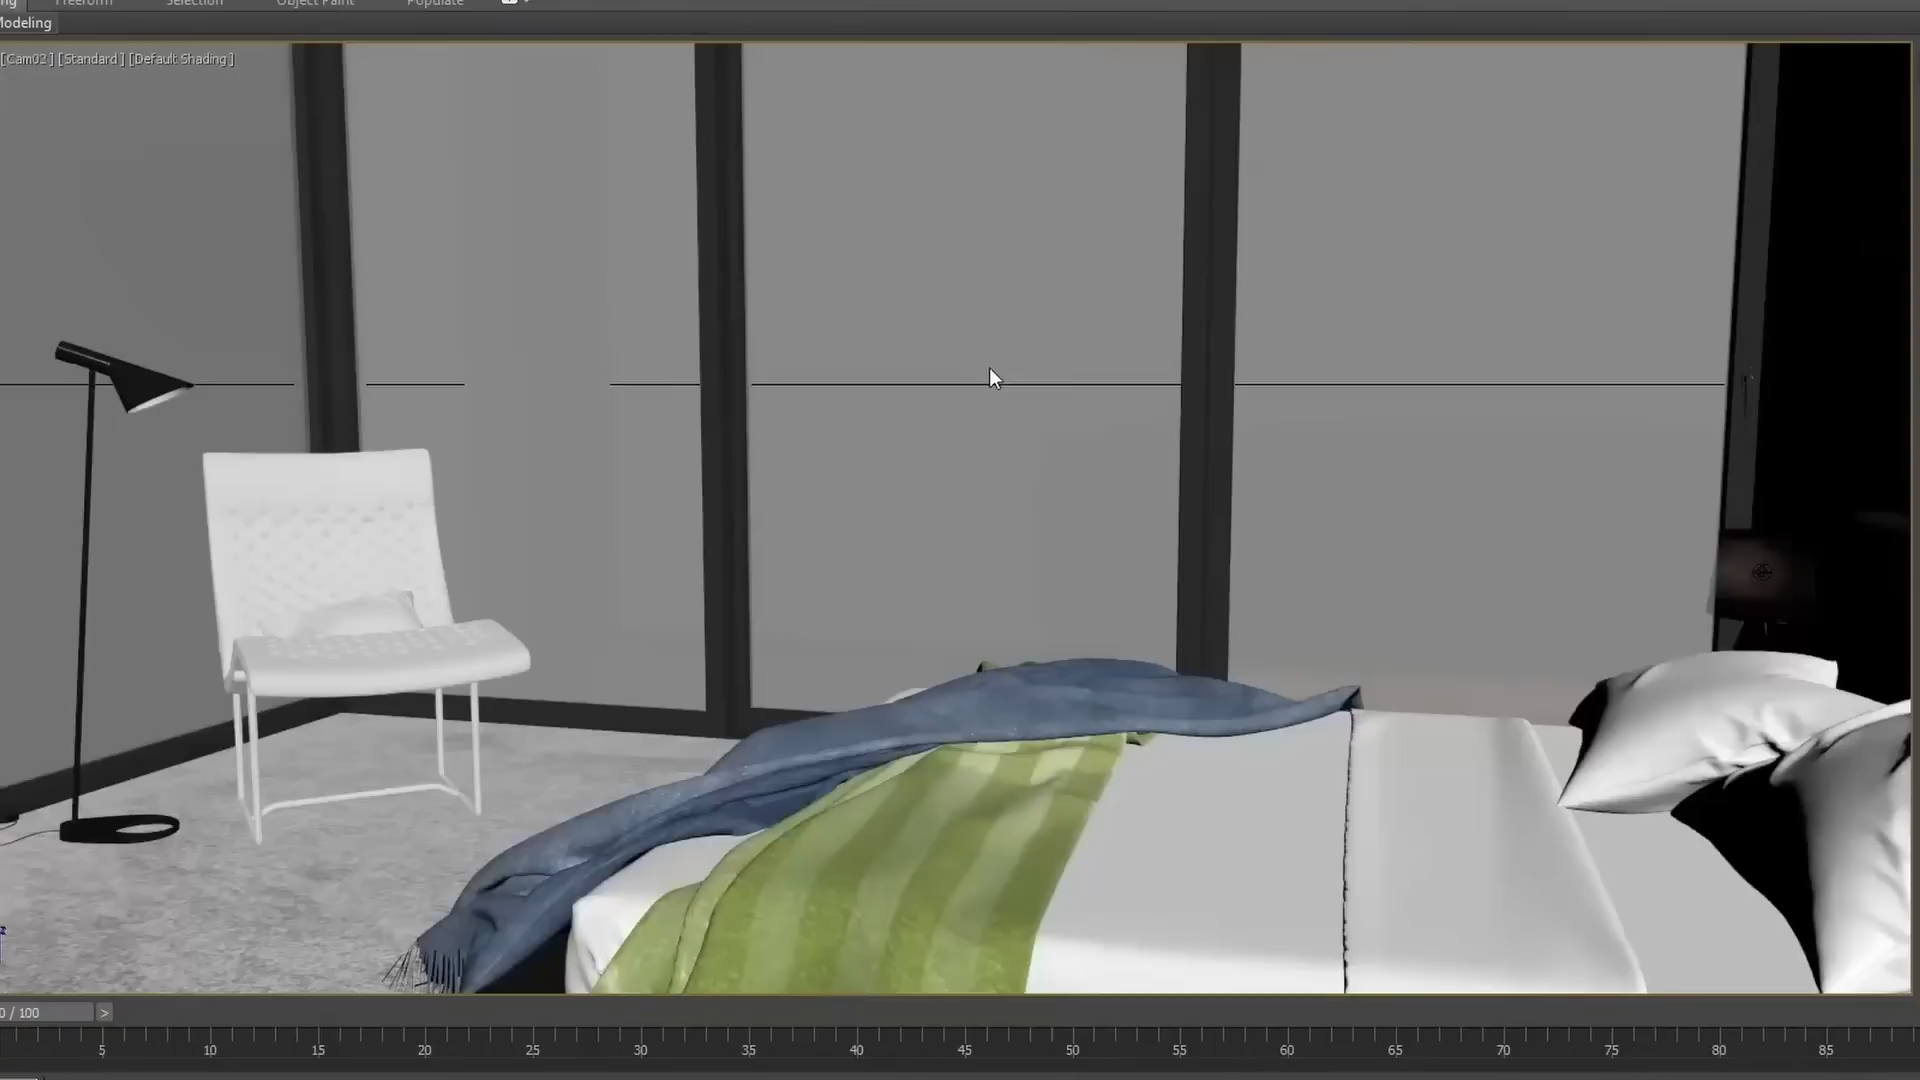 Freeform Selection Object Paint Populate
Modeling
[Cam02] [Standard] [Default Shading]
0 / 100 >
5 10 15 20 25 30 35 40 45 50 55 60 65 70 75 80 85